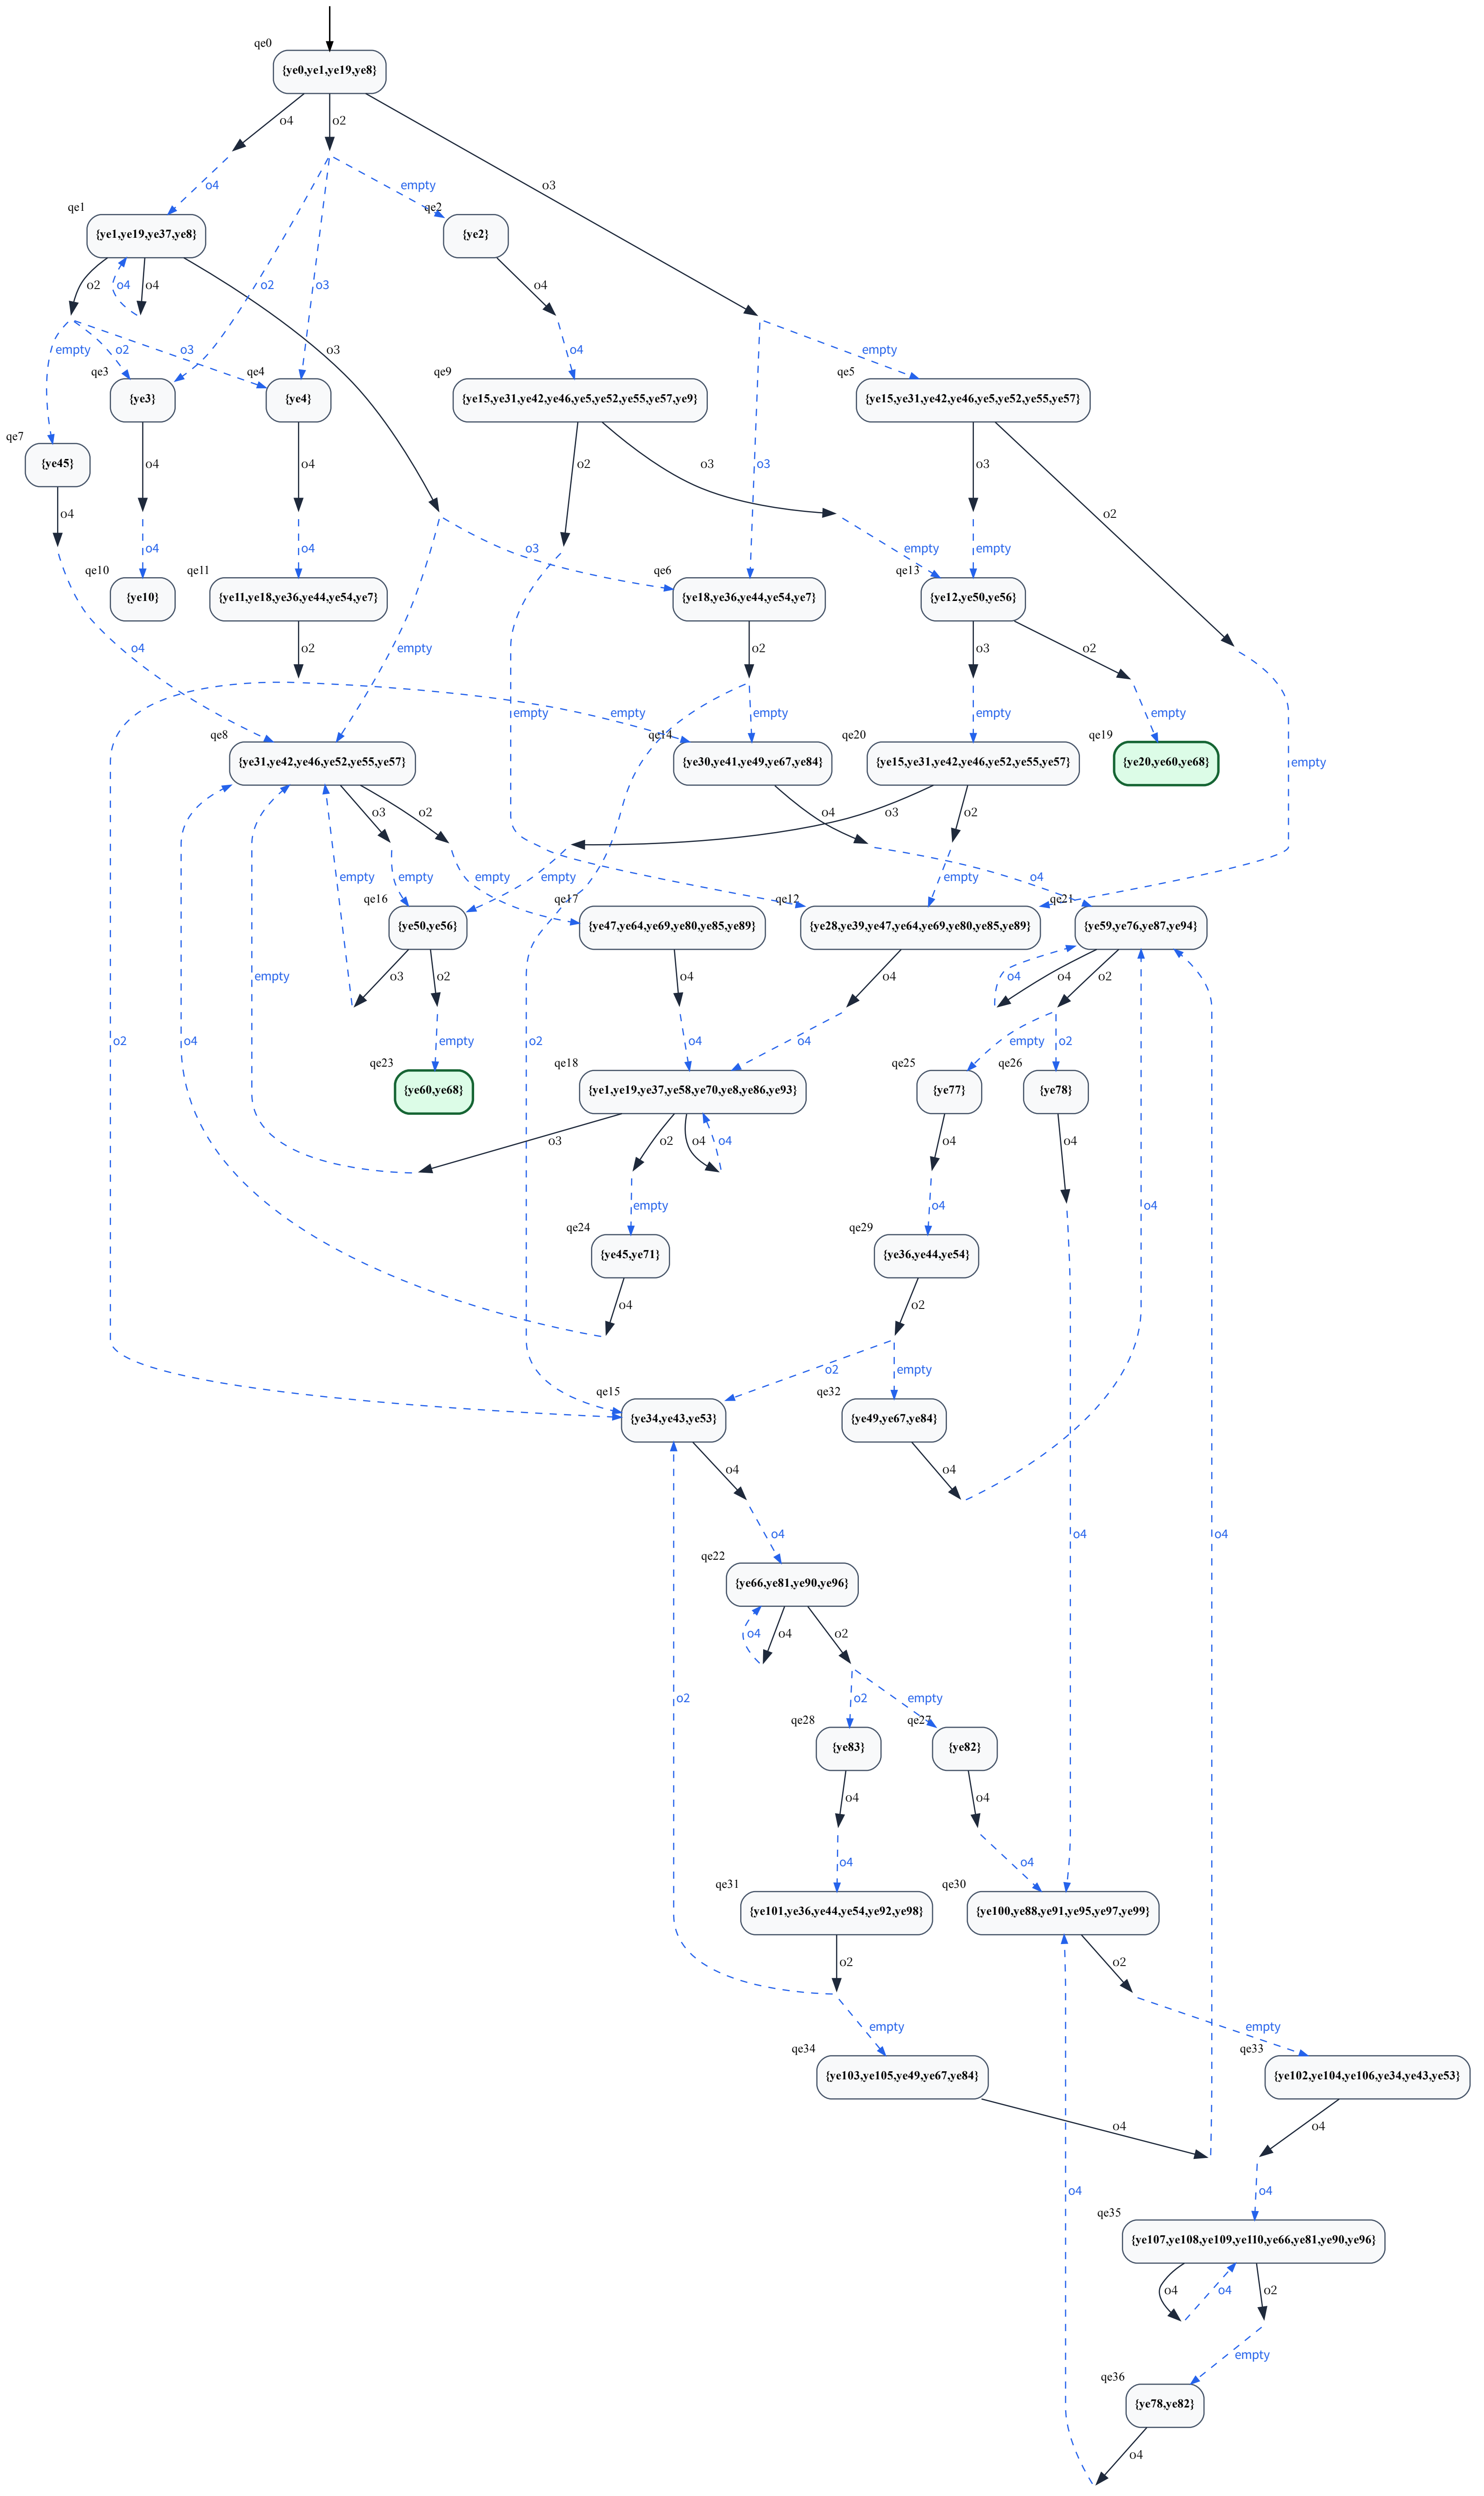 qe0
{ye0,ye1,ye19,ye8}
o4
o2
o3
o4
empty
qe1
{ye1,ye19,ye37,ye8}
qe2
{ye2}
o2
o4
o4
o2
o3
o4
o3
empty
o2
o3
o4
empty
qe3
{ye3}
qe4
{ye4}
qe9
{ye15,ye31,ye42,ye46,ye5,ye52,ye55,ye57,ye9}
qe5
{ye15,ye31,ye42,ye46,ye5,ye52,ye55,ye57}
qe7
{ye45}
o4
o4
o2
o3
o3
o3
o2
o4
o4
o4
o3
empty
empty
qe10
{ye10}
qe11
{ye11,ye18,ye36,ye44,ye54,ye7}
qe6
{ye18,ye36,ye44,ye54,ye7}
qe13
{ye12,ye50,ye56}
o4
o2
empty
o2
o3
o2
empty
empty
empty
empty
empty
qe8
{ye31,ye42,ye46,ye52,ye55,ye57}
qe14
{ye30,ye41,ye49,ye67,ye84}
qe20
{ye15,ye31,ye42,ye46,ye52,ye55,ye57}
qe19
{ye20,ye60,ye68}
empty
o3
o2
o4
o3
o2
empty
empty
empty
empty
empty
o4
qe16
{ye50,ye56}
qe17
{ye47,ye64,ye69,ye80,ye85,ye89}
qe12
{ye28,ye39,ye47,ye64,ye69,ye80,ye85,ye89}
qe21
{ye59,ye76,ye87,ye94}
empty
o3
o2
o4
o4
o4
o4
o2
o2
o4
empty
o2
o4
o4
empty
o2
qe23
{ye60,ye68}
qe18
{ye1,ye19,ye37,ye58,ye70,ye8,ye86,ye93}
qe25
{ye77}
qe26
{ye78}
o3
o2
o4
o4
o4
o4
empty
o4
o4
qe24
{ye45,ye71}
qe29
{ye36,ye44,ye54}
o4
o2
o2
empty
qe15
{ye34,ye43,ye53}
qe32
{ye49,ye67,ye84}
o4
o4
o4
o4
o4
qe22
{ye66,ye81,ye90,ye96}
o4
o4
o2
o2
o2
empty
qe28
{ye83}
qe27
{ye82}
o4
o4
o4
o4
qe31
{ye101,ye36,ye44,ye54,ye92,ye98}
qe30
{ye100,ye88,ye91,ye95,ye97,ye99}
o2
o2
empty
empty
qe34
{ye103,ye105,ye49,ye67,ye84}
qe33
{ye102,ye104,ye106,ye34,ye43,ye53}
o4
o4
o4
o4
qe35
{ye107,ye108,ye109,ye110,ye66,ye81,ye90,ye96}
o4
o4
o2
empty
qe36
{ye78,ye82}
o4